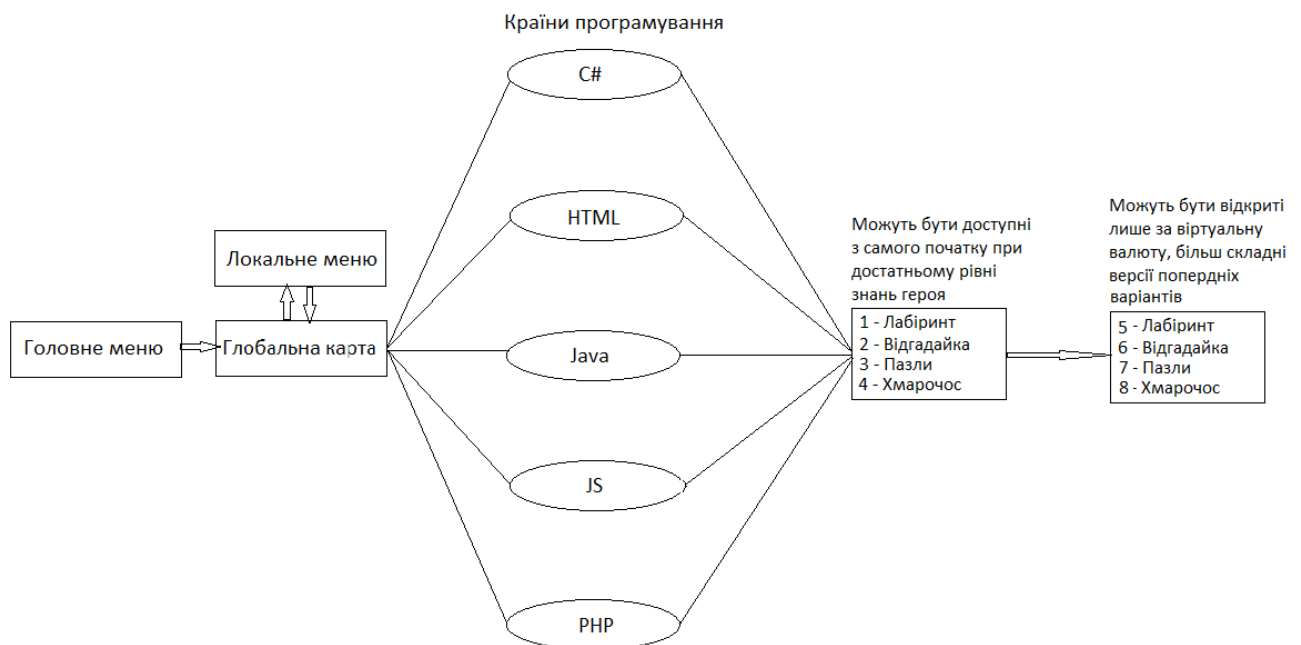 Країни програмування
C#
HTML
Java
JS
PHP
Локальне меню
Головне меню
Глобальна карта
Можуть бути доступні
з самого початку при
достатньому рівні
знань героя
1 - Лабіринт
2 - Відгадайка
3 - Пазли
4 - Хмарочос
Можуть бути відкриті
лише за віртуальну
валюту, більш складні
версії попердніх
варіантів
5 - Лабіринт
6 - Відгадайка
7 - Пазли
8 - Хмарочос